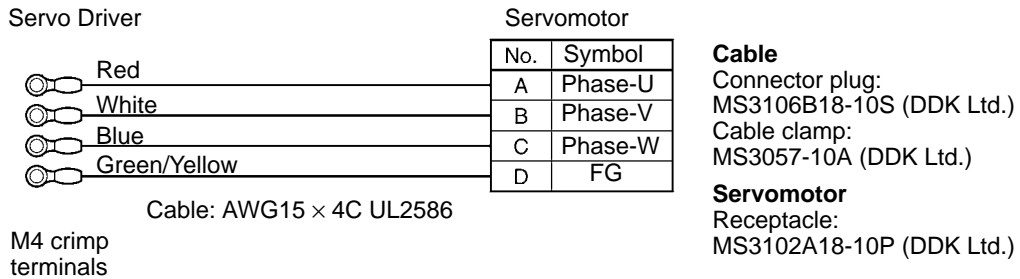 Servo Driver
Servomotor
No. Symbol
Red
A Phase-U
White
B Phase-V
Blue
C Phase-W
Green/Yellow
D FG
Cable: AWG15 × 4C UL2586
M4 crimp
terminals
Cable
Connector plug:
MS3106B18-10S (DDK Ltd.)
Cable clamp:
MS3057-10A (DDK Ltd.)
Servomotor
Receptacle:
MS3102A18-10P (DDK Ltd.)